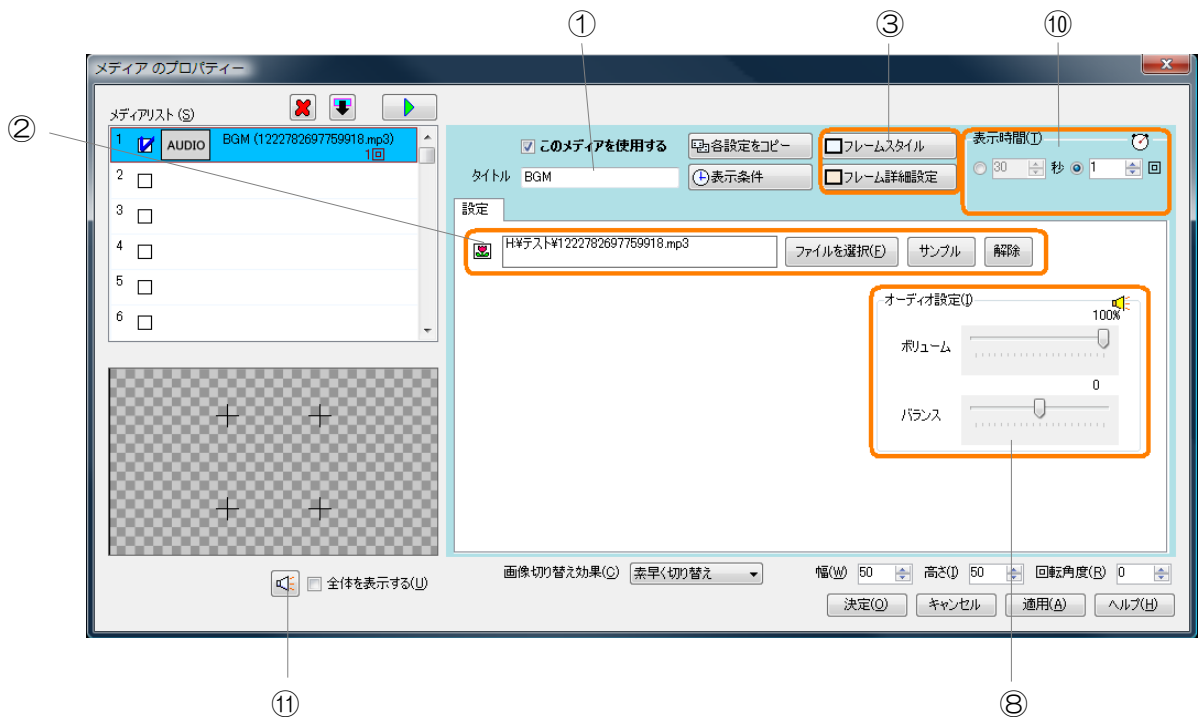 ① ③ ⑩
メディア のプロパティー
メディアリスト(S)
②
1 AUDIO BGM (1222782697759918.mp3)
1回
2
3
4
5
6
このメディアを使用する 各設定をコピー フレームスタイル 表示時間(T)
タイトル BGM 表示条件 フレーム詳細設定 30 秒 1 回
設定
H:¥テスト¥1222782697759918.mp3 ファイルを選択(F) サンプル 解除
オーディオ設定(I)
100%
ボリューム
0
バランス
全体を表示する(U) 画像切り替え効果(C) 素早く切り替え 幅(W) 50 高さ(I) 50 回転角度(R) 0
決定(O) キャンセル 適用(A) ヘルプ(H)
⑪ ⑧